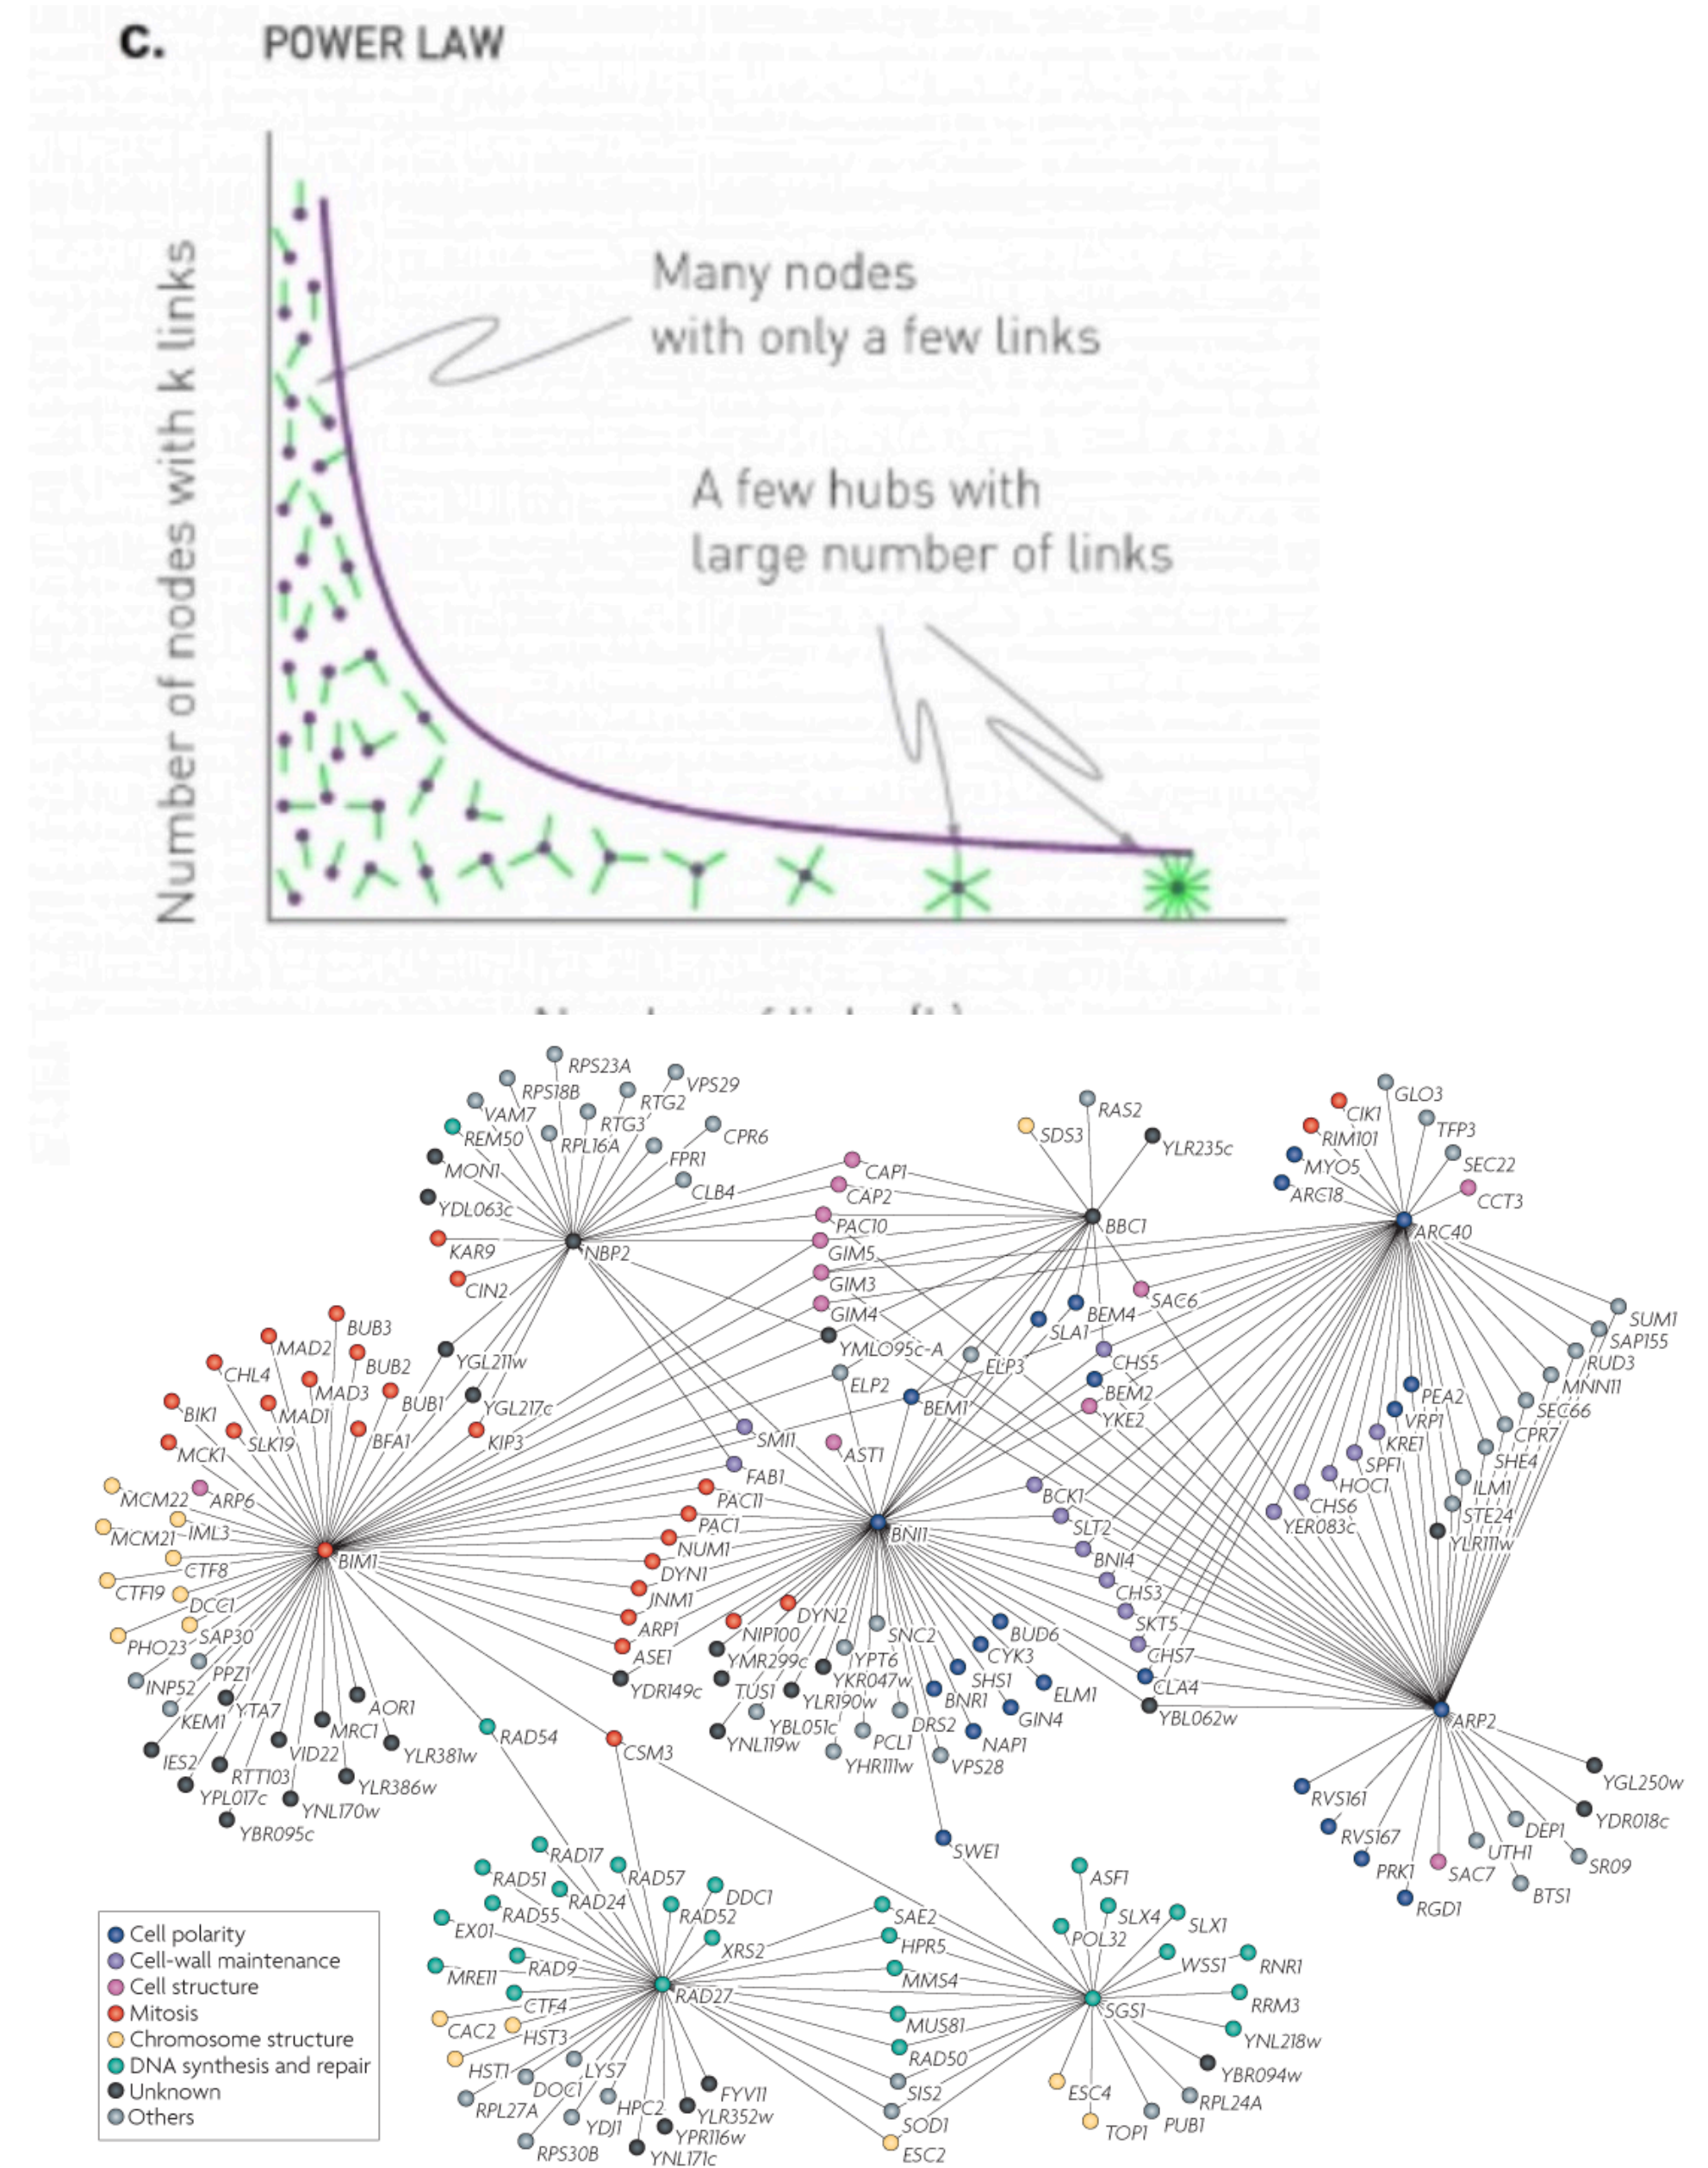 C. POWER LAW
Number of nodes with k links
Many nodes
with only a few links
A few hubs with
large number of links
RPS23A
RPS18B
VPS29
RTG2
VAM7
RTG3
REM50
RPL16A
CPR6
MON1
FPR1
CLB4
YDL063c
KAR9
NBP2
CIN2
CAP1
CAP2
PAC10
GIM5
GIM3
GIM4
YMLO95c-A
ELP2
RAS2
SDS3
YLR235c
BBC1
SAC6
BEM4
SLA1
CHS5
ELP3
BEM2
BEM1
YKE2
GLO3
CIK1
TFP3
RIM101
MYO5
SEC22
ARC18
CCT3
ARC40
SUM1
SAP155
RUD3
MNN11
SEC66
CPR7
SHE4
ILM1
STE24
YLR111w
PEA2
VRP1
KRE1
SPF1
HOC1
CHS6
YER083c
BUB3
MAD2
BUB2
CHL4
MAD3
BUB1
BIK1
MAD1
SLK19
BFA1
MCK1
YGL211w
YGL217c
KIP3
MCM22
ARP6
MCM21
IML3
CTF8
CTF19
DCC1
PHO23
SAP30
INP52
PPZ1
KEM1
YTA7
AOR1
MRC1
IES2
VID22
YLR381w
RTT103
YLR386w
YPL017c
YNL170w
YBR095c
BIM1
SMI1
FAB1
AST1
PAC11
PAC1
NUM1
DYN1
JNM1
ARP1
ASE1
YDR149c
BNI1
BCK1
SLT2
BNI4
CHS3
SKT5
CHS7
CLA4
YBL062w
DYN2
NIP100
SNC2
BUD6
YMR299c
YPT6
CYK3
YKR047w
SHS1
TUS1
YLR190w
BNR1
ELM1
YBL051c
DRS2
GIN4
YNL119w
PCL1
NAP1
YHR111w
VPS28
RAD54
CSM3
SWE1
ARP2
RVS161
YGL250w
RVS167
DEP1
YDR018c
PRK1
UTH1
SAC7
SR09
RGD1
BTS1
RAD17
RAD51
RAD57
RAD24
DDC1
RAD55
RAD52
EX01
XRS2
RAD9
MRE11
CTF4
RAD27
CAC2
HST3
HST1
LYS7
DOC1
FYV11
RPL27A
HPC2
YLR352w
YDJ1
YPR116w
RPS30B
YNL171c
SAE2
HPR5
MMS4
MUS81
RAD50
SIS2
SOD1
ESC2
ASF1
SLX4
SLX1
POL32
WSS1
RNR1
RRM3
SGS1
YNL218w
YBR094w
ESC4
RPL24A
PUB1
TOP1
Cell polarity
Cell-wall maintenance
Cell structure
Mitosis
Chromosome structure
DNA synthesis and repair
Unknown
Others